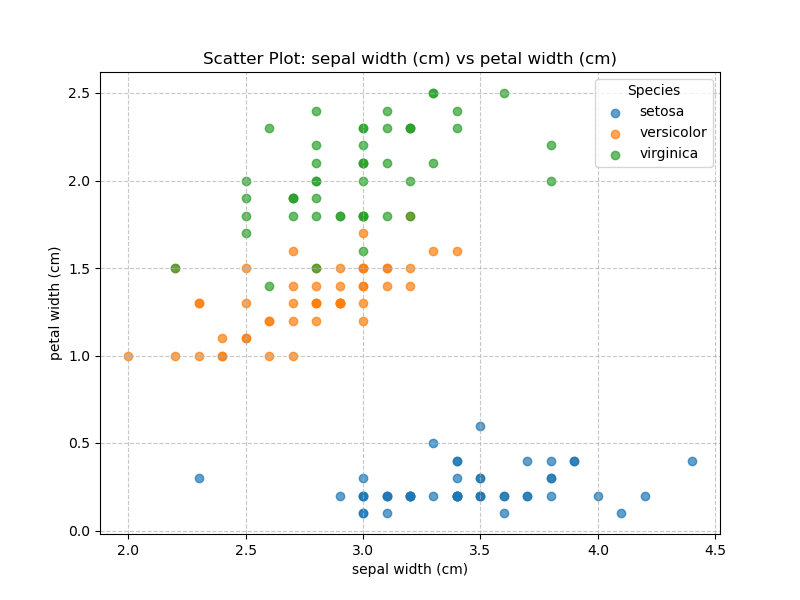 Scatter Plot: sepal width (cm) vs petal width (cm)
Species
setosa
versicolor
virginica
petal width (cm)
2.5
2.0
1.5
1.0
0.5
0.0
2.0 2.5 3.0 3.5 4.0 4.5
sepal width (cm)